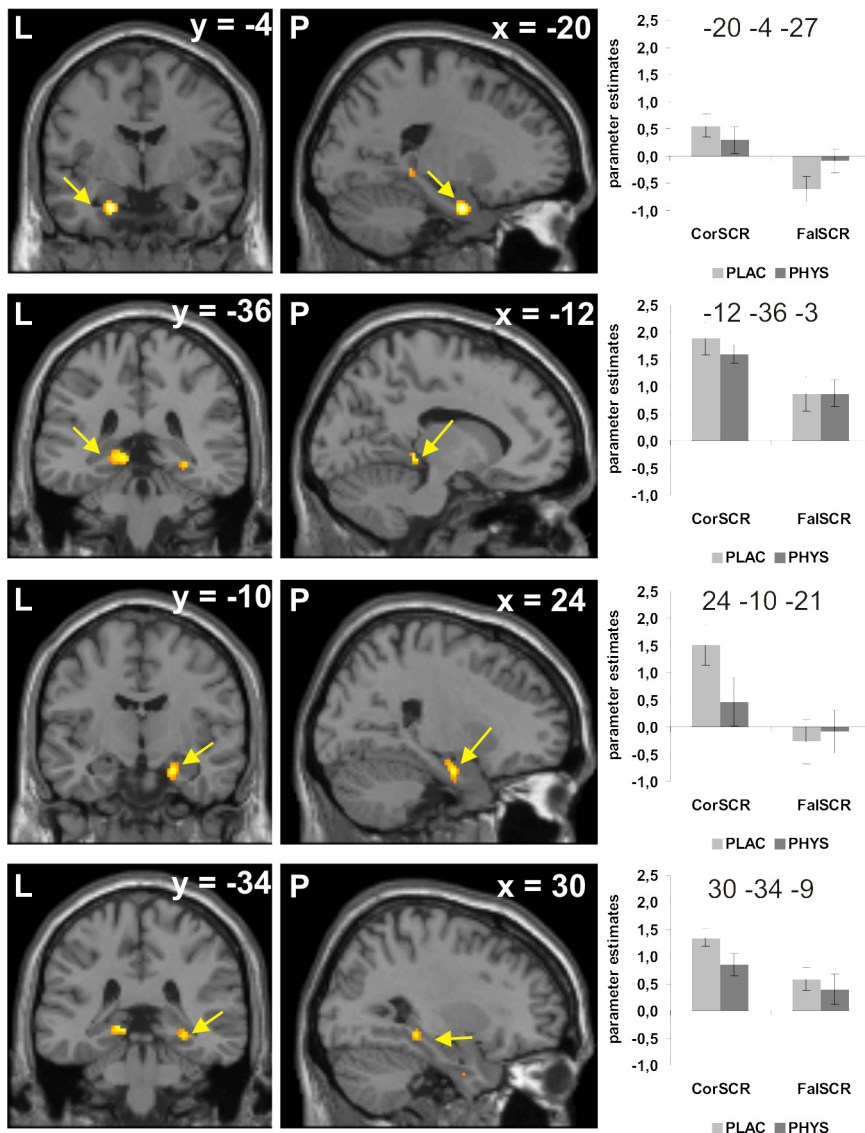 L y = -4
P x = -20
-20 -4 -27
parameter estimates
2,5
2,0
1,5
1,0
0,5
0,0
-0,5
-1,0
CorSCR FalSCR
PLAC PHYS
L y = -36
P x = -12
-12 -36 -3
parameter estimates
2,5
2,0
1,5
1,0
0,5
0,0
-0,5
-1,0
CorSCR FalSCR
PLAC PHYS
L y = -10
P x = 24
24 -10 -21
parameter estimates
2,5
2,0
1,5
1,0
0,5
0,0
-0,5
-1,0
CorSCR FalSCR
PLAC PHYS
L y = -34
P x = 30
30 -34 -9
parameter estimates
2,5
2,0
1,5
1,0
0,5
0,0
-0,5
-1,0
CorSCR FalSCR
PLAC PHYS